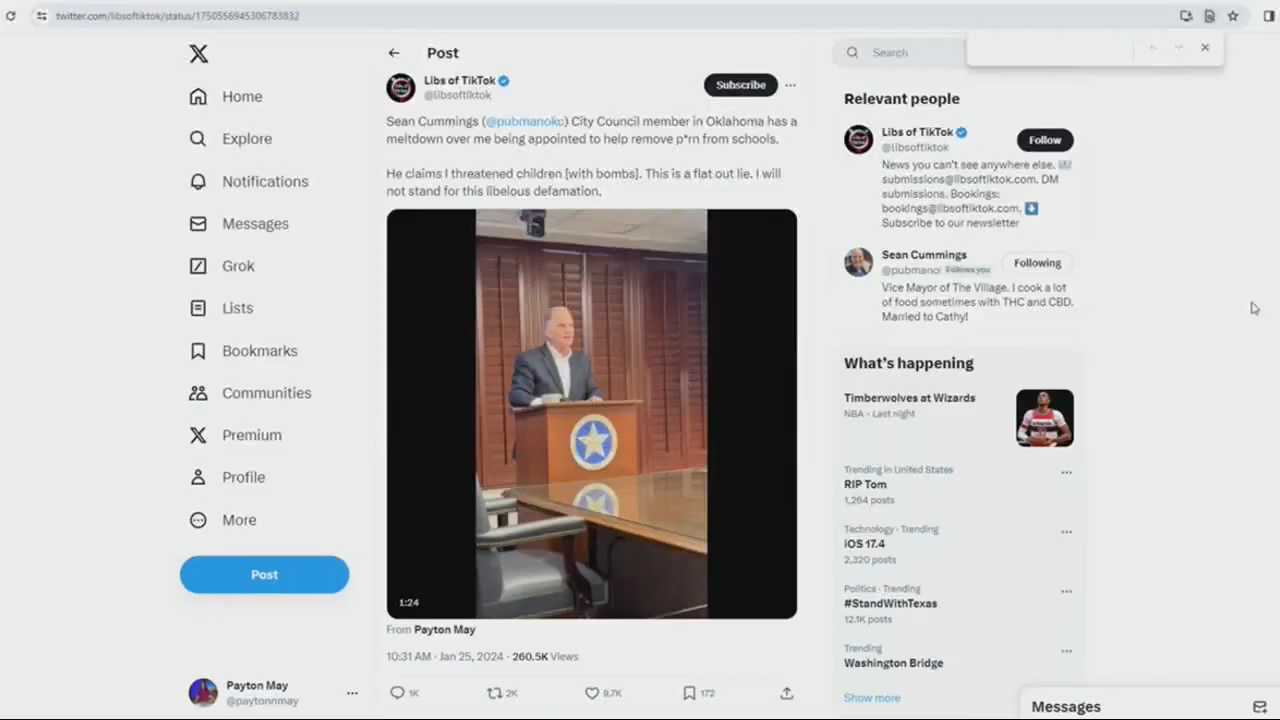 twitter.com/libsoftiktok/status/1750556945306783832
Post
Search
Home
Explore
Notifications
Messages
Grok
Lists
Bookmarks
Communities
Premium
Profile
More
Post
Payton May
@paytonnmay
Libs of TikTok
@libsoftiktok
Subscribe
Sean Cummings (@pubmanokc) City Council member in Oklahoma has a
meltdown over me being appointed to help remove p*rn from schools.
He claims I threatened children [with bombs]. This is a flat out lie. I will
not stand for this libelous defamation.
1:24
From Payton May
10:31 AM · Jan 25, 2024 · 260.5K Views
1K 2K 9.7K 172
Relevant people
Libs of TikTok
@libsoftiktok
Follow
News you can't see anywhere else.
submissions@libsoftiktok.com. DM
submissions. Bookings:
bookings@libsoftiktok.com.
Subscribe to our newsletter
Sean Cummings
@pubmano Follows you
Following
Vice Mayor of The Village. I cook a lot
of food sometimes with THC and CBD.
Married to Cathy!
What's happening
Timberwolves at Wizards
NBA · Last night
Trending in United States
RIP Tom
1,264 posts
Technology · Trending
iOS 17.4
2,320 posts
Politics · Trending
#StandWithTexas
12.1K posts
Trending
Washington Bridge
Show more
Messages